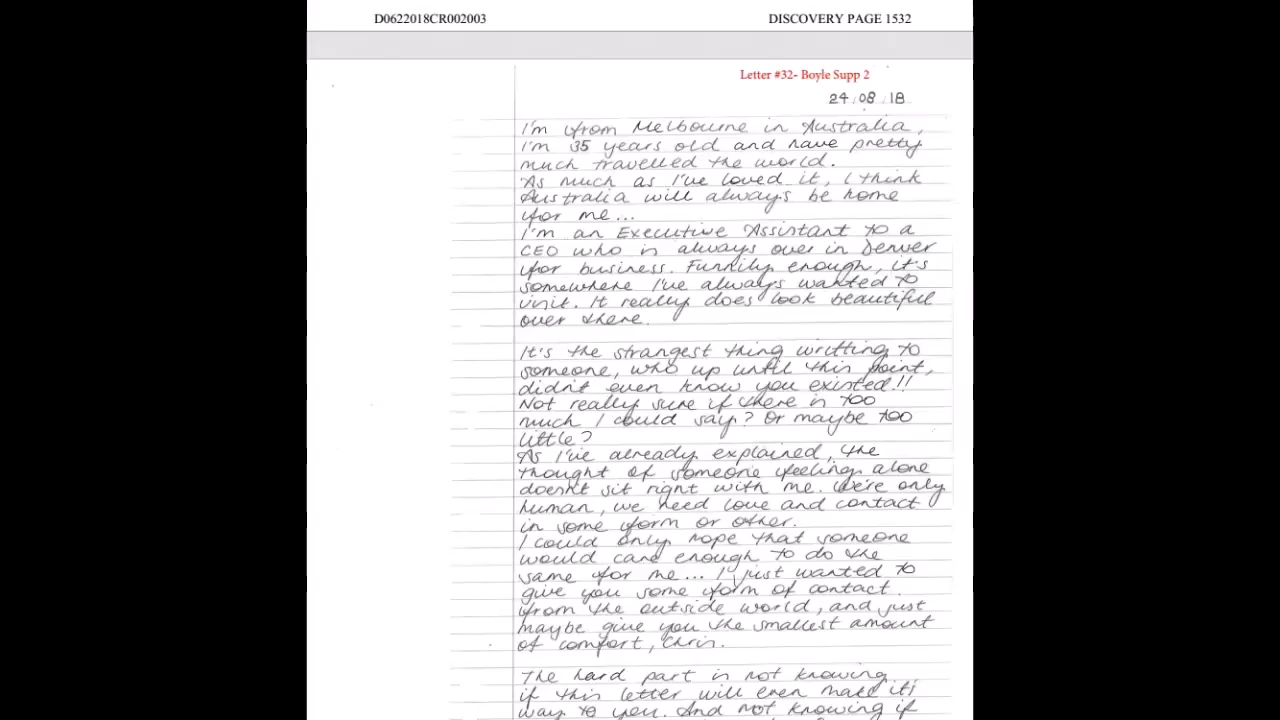 D0622018CR002003 DISCOVERY PAGE 1532
Letter #32- Boyle Supp 2
24/08/18
I'm from Melbourne in Australia,
I'm 35 years old and have pretty
much travelled the world.
As much as I've loved it, I think
Australia will always be home
for me...
I'm an Executive Assistant to a
CEO who is always over in Denver
for business. Funnily enough, it's
somewhere I've always wanted to
visit. It really does look beautiful
over there.
It's the strangest thing writting to
someone, who up until this point,
didn't even know you existed!!
Not really sure if there is too
much I could say? Or maybe too
little?
As I've already explained, the
thought of someone feeling alone
doesn't sit right with me. We're only
human, we need love and contact
in some form or other.
I could only hope that someone
would care enough to do the
same for me... I just wanted to
give you some form of contact
from the outside world, and just
maybe give you the smallest amount
of comfort, Chris.
The hard part is not knowing
if this letter will even make it's
way to you. And not knowing if